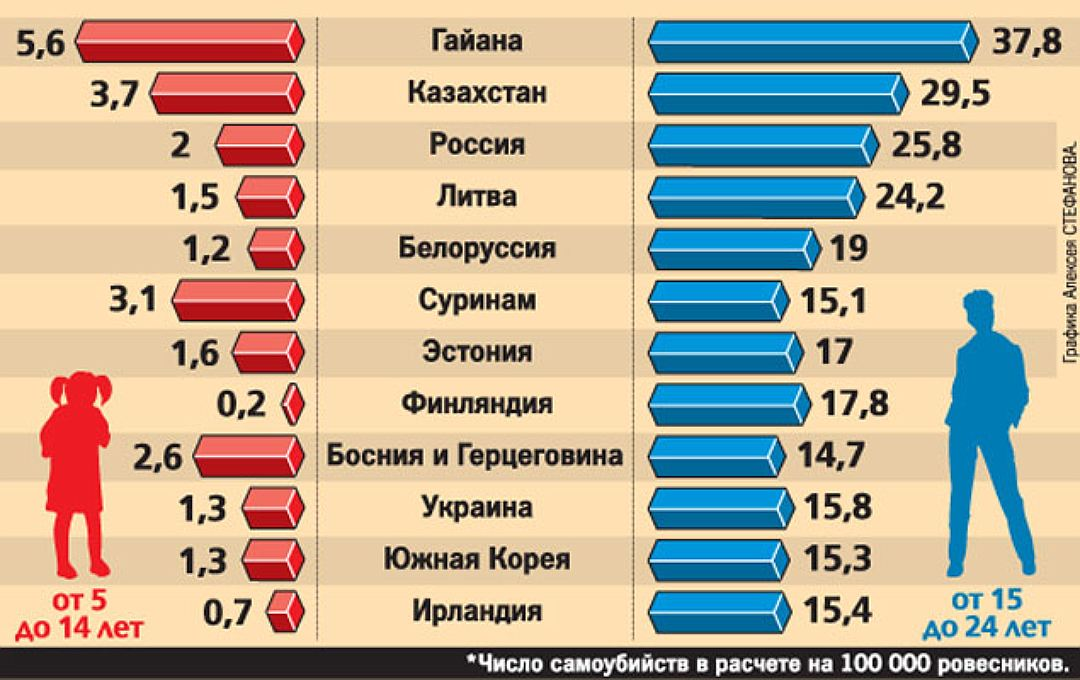 5,6 Гайана 37,8
3,7 Казахстан 29,5
2 Россия 25,8
1,5 Литва 24,2
1,2 Белоруссия 19
3,1 Суринам 15,1
1,6 Эстония 17
0,2 Финляндия 17,8
2,6 Босния и Герцеговина 14,7
1,3 Украина 15,8
1,3 Южная Корея 15,3
0,7 Ирландия 15,4
от 5
до 14 лет
от 15
до 24 лет
*Число самоубийств в расчете на 100 000 ровесников.
Графика Алексея СТЕФАНОВА.